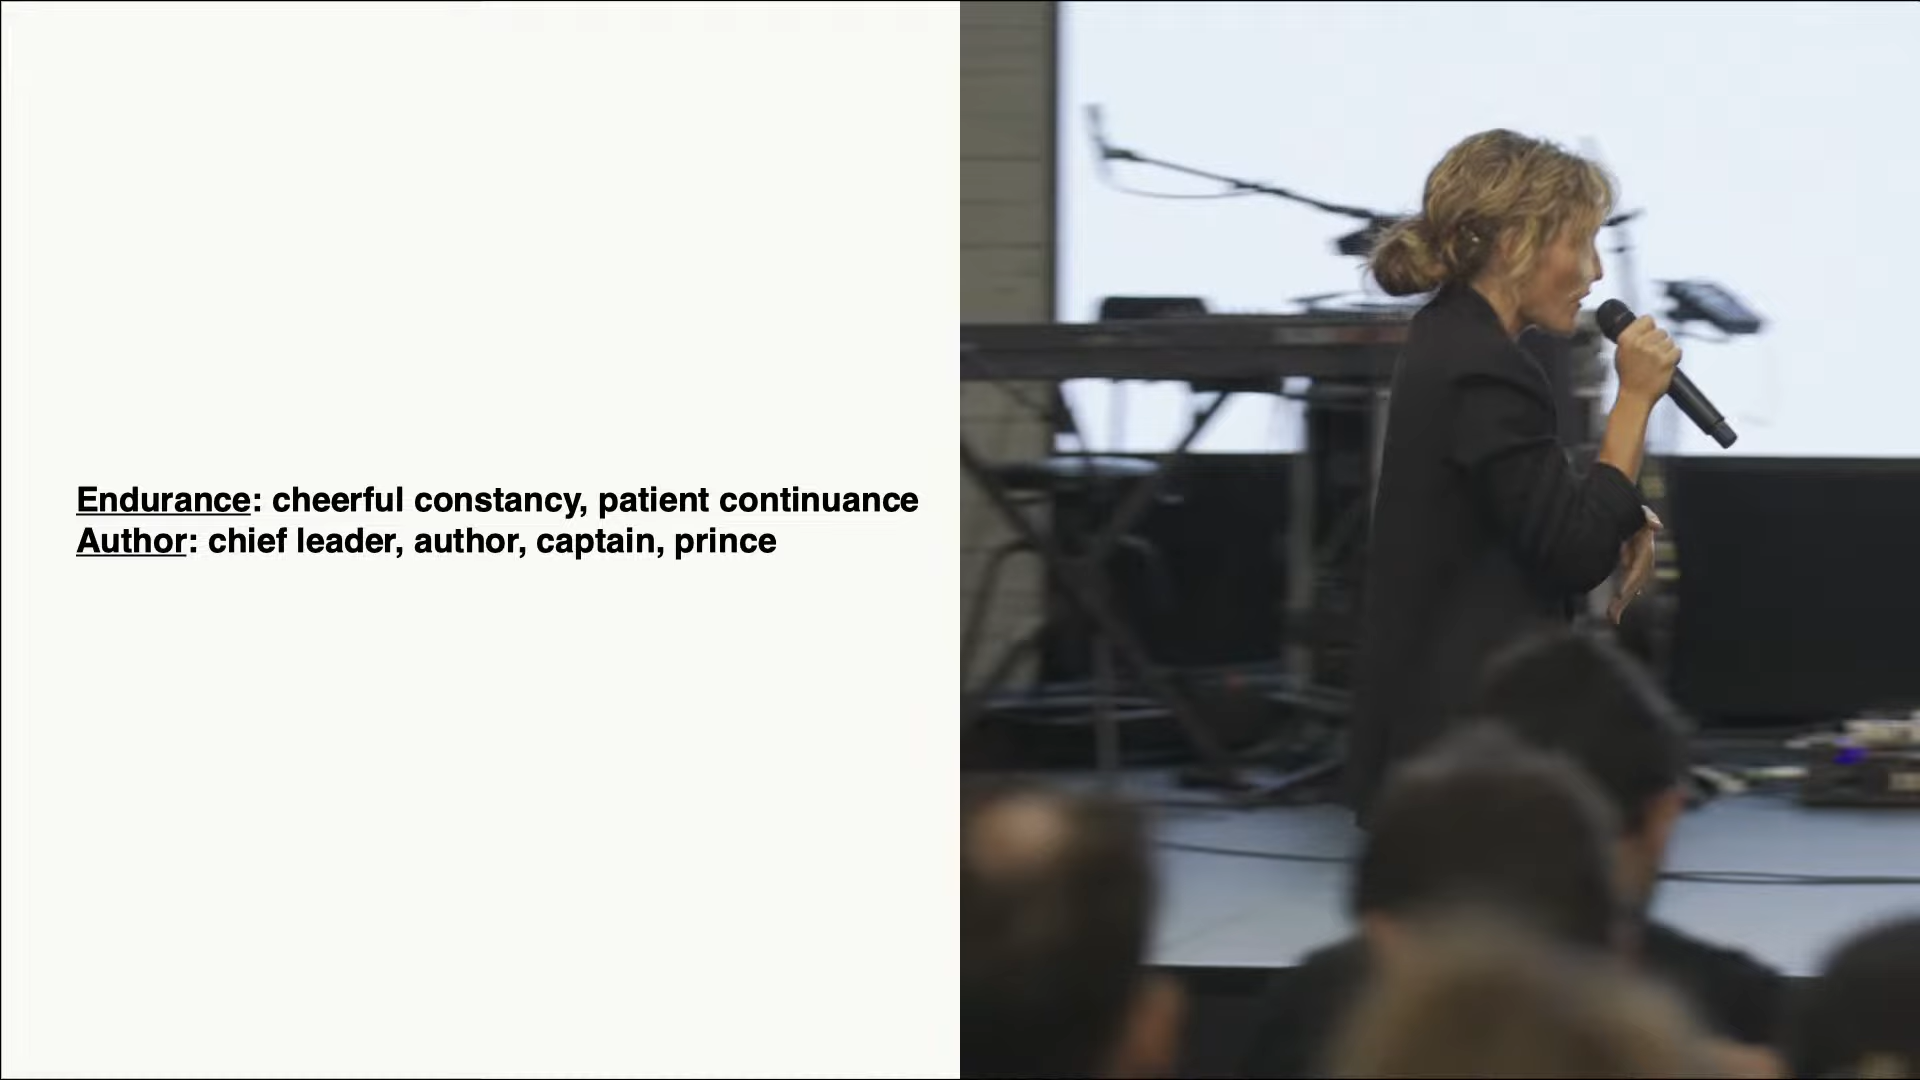 Endurance: cheerful constancy, patient continuance
Author: chief leader, author, captain, prince